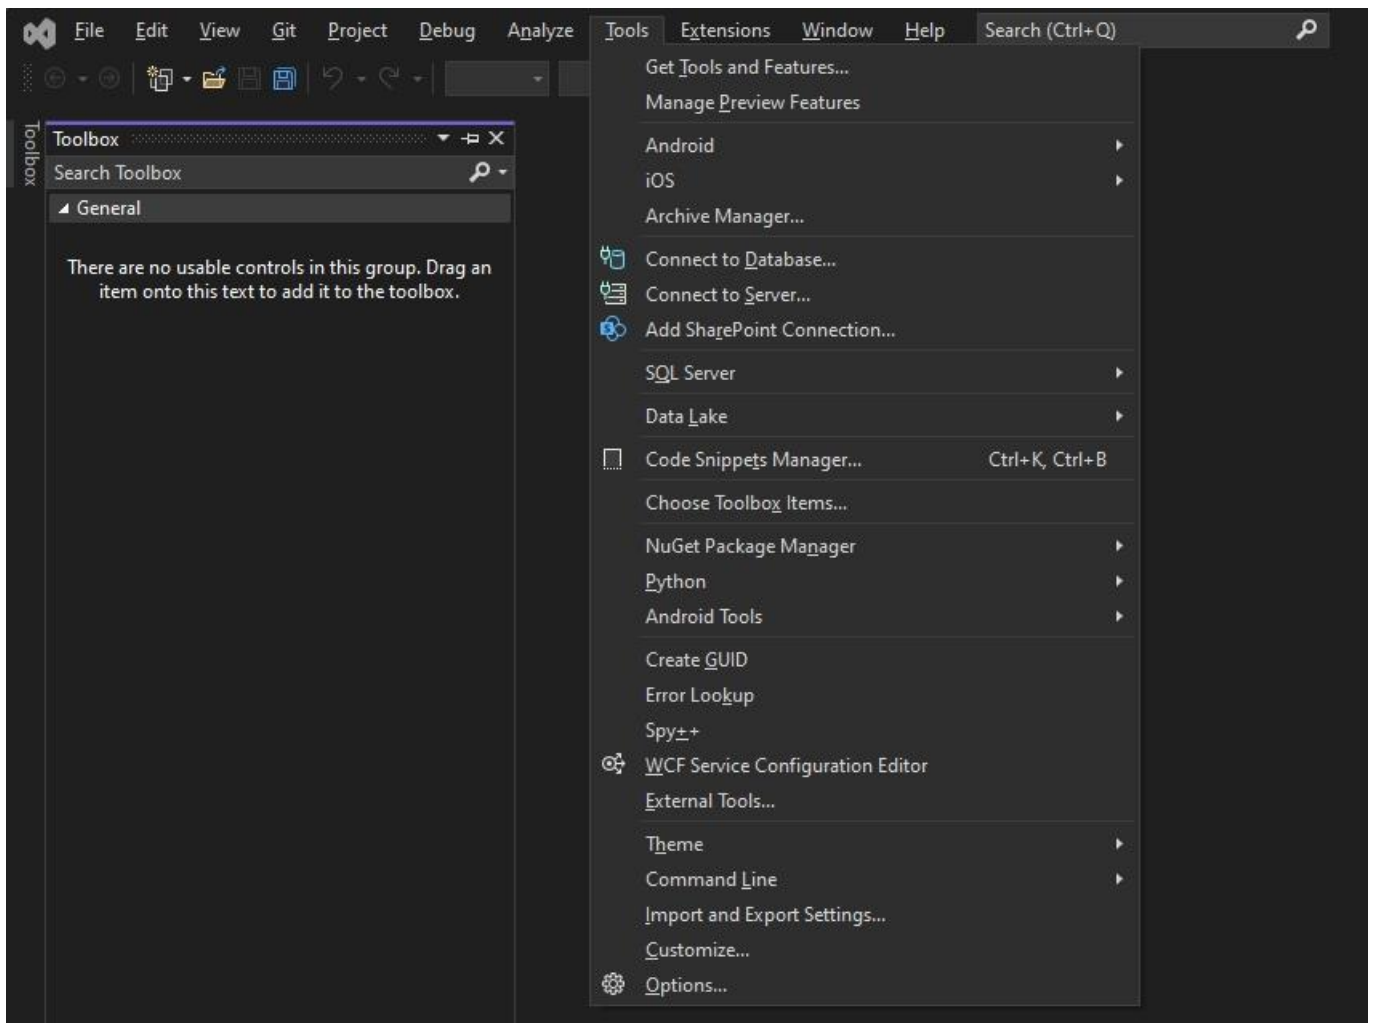 File Edit View Git Project Debug Analyze Tools Extensions Window Help Search (Ctrl+Q)
Toolbox
Toolbox
Search Toolbox
General
There are no usable controls in this group. Drag an
item onto this text to add it to the toolbox.
Get Tools and Features...
Manage Preview Features
Android
iOS
Archive Manager...
Connect to Database...
Connect to Server...
Add SharePoint Connection...
SQL Server
Data Lake
Code Snippets Manager... Ctrl+K, Ctrl+B
Choose Toolbox Items...
NuGet Package Manager
Python
Android Tools
Create GUID
Error Lookup
Spy++
WCF Service Configuration Editor
External Tools...
Theme
Command Line
Import and Export Settings...
Customize...
Options...